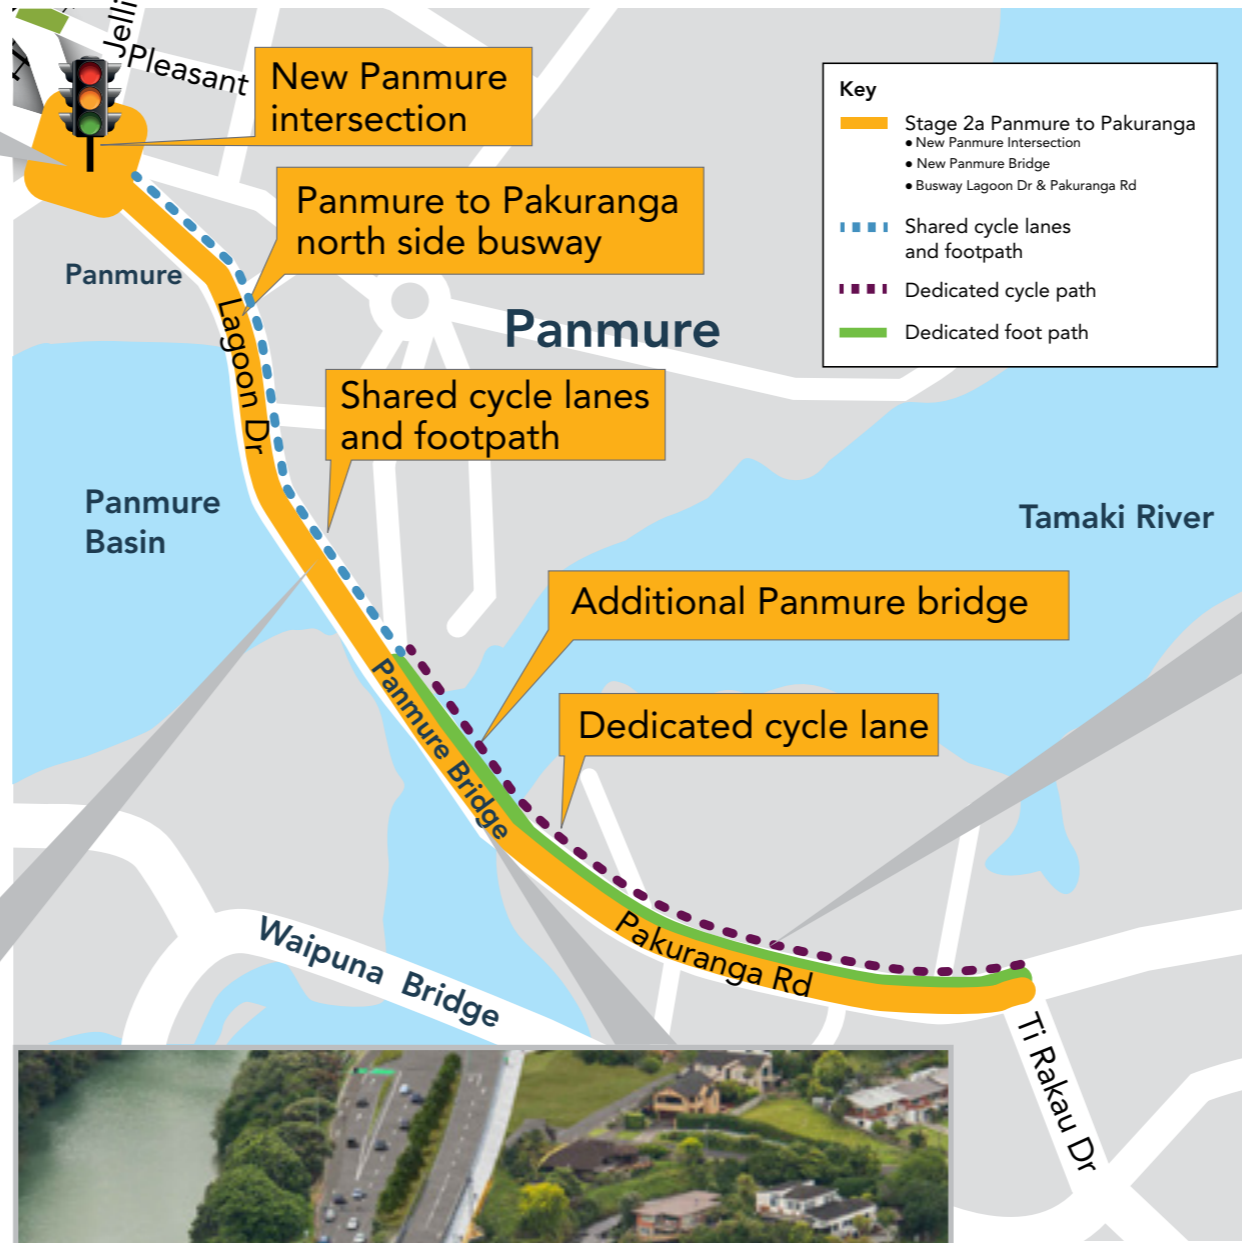 Pleasant
New Panmure
intersection
Key
Stage 2a Panmure to Pakuranga
• New Panmure Intersection
• New Panmure Bridge
• Busway Lagoon Dr & Pakuranga Rd
Shared cycle lanes
and footpath
Dedicated cycle path
Dedicated foot path
Panmure to Pakuranga
north side busway
Panmure
Panmure
Lagoon Dr
Shared cycle lanes
and footpath
Panmure
Basin
Tamaki River
Additional Panmure bridge
Panmure Bridge
Dedicated cycle lane
Pakuranga Rd
Waipuna Bridge
Ti Rakau Dr